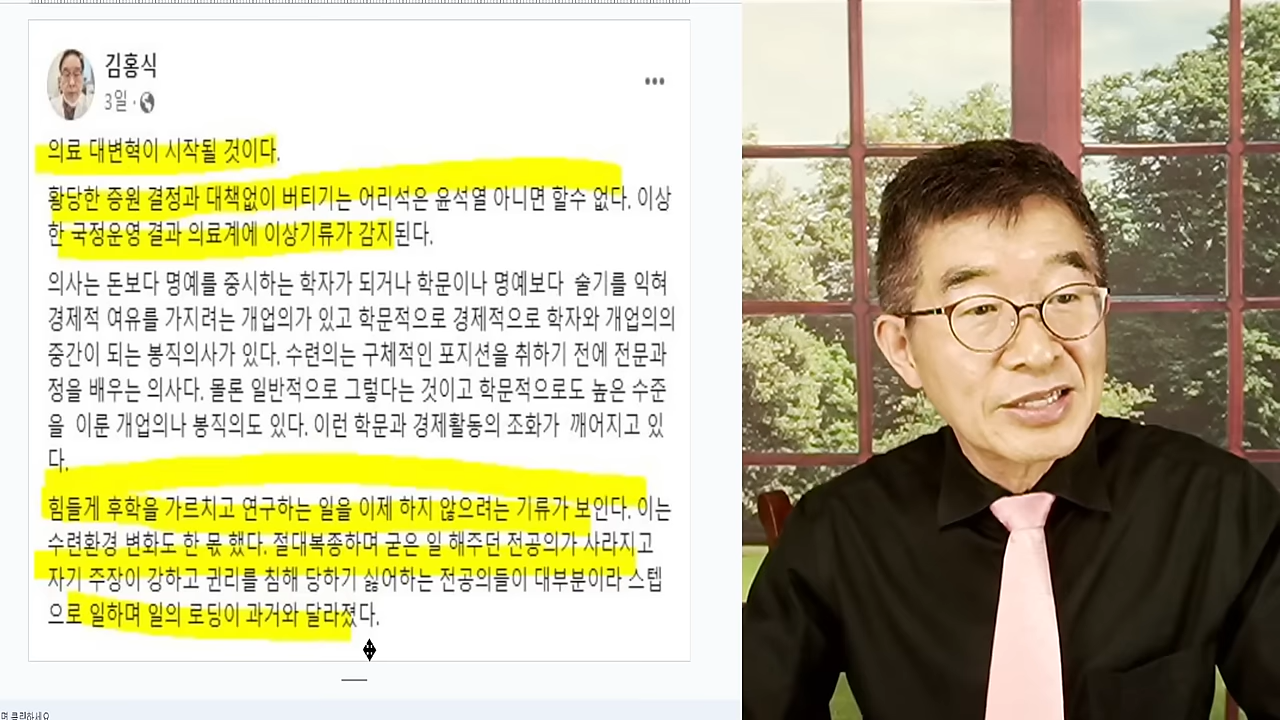 김홍식
3일 ·
의료 대변혁이 시작될 것이다.
황당한 증원 결정과 대책없이 버티기는 어리석은 윤석열 아니면 할수 없다. 이상
한 국정운영 결과 의료계에 이상기류가 감지된다.
의사는 돈보다 명예를 중시하는 학자가 되거나 학문이나 명예보다 술기를 익혀
경제적 여유를 가지려는 개업의가 있고 학문적으로 경제적으로 학자와 개업의의
중간이 되는 봉직의사가 있다. 수련의는 구체적인 포지션을 취하기 전에 전문과
정을 배우는 의사다. 물론 일반적으로 그렇다는 것이고 학문적으로도 높은 수준
을 이룬 개업의나 봉직의도 있다. 이런 학문과 경제활동의 조화가 깨어지고 있
다.
힘들게 후학을 가르치고 연구하는 일을 이제 하지 않으려는 기류가 보인다. 이는
수련환경 변화도 한 몫 했다. 절대복종하며 굳은 일 해주던 전공의가 사라지고
자기 주장이 강하고 권리를 침해 당하기 싫어하는 전공의들이 대부분이라 스텝
으로 일하며 일의 로딩이 과거와 달라졌다.